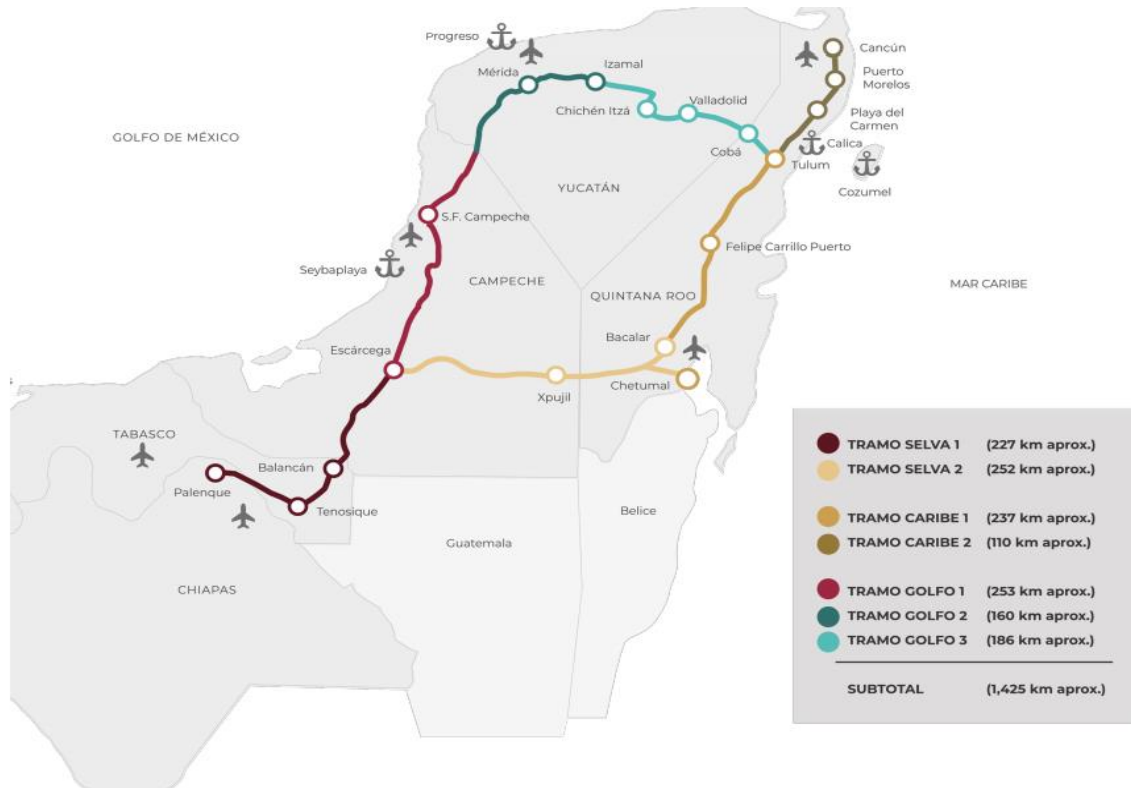 Progreso
Cancún
Mérida
Izamal
Puerto
Morelos
Chichén Itzá
Valladolid
Playa del
Carmen
GOLFO DE MÉXICO
Cobá
Calica
Tulum
YUCATÁN
Cozumel
S.F. Campeche
Felipe Carrillo Puerto
Seybaplaya
CAMPECHE
MAR CARIBE
QUINTANA ROO
Bacalar
Escárcega
Xpujil
Chetumal
TABASCO
Balancán
Palenque
Tenosique
Belice
Guatemala
CHIAPAS
TRAMO SELVA 1 (227 km aprox.)
TRAMO SELVA 2 (252 km aprox.)
TRAMO CARIBE 1 (237 km aprox.)
TRAMO CARIBE 2 (110 km aprox.)
TRAMO GOLFO 1 (253 km aprox.)
TRAMO GOLFO 2 (160 km aprox.)
TRAMO GOLFO 3 (186 km aprox.)
SUBTOTAL (1,425 km aprox.)